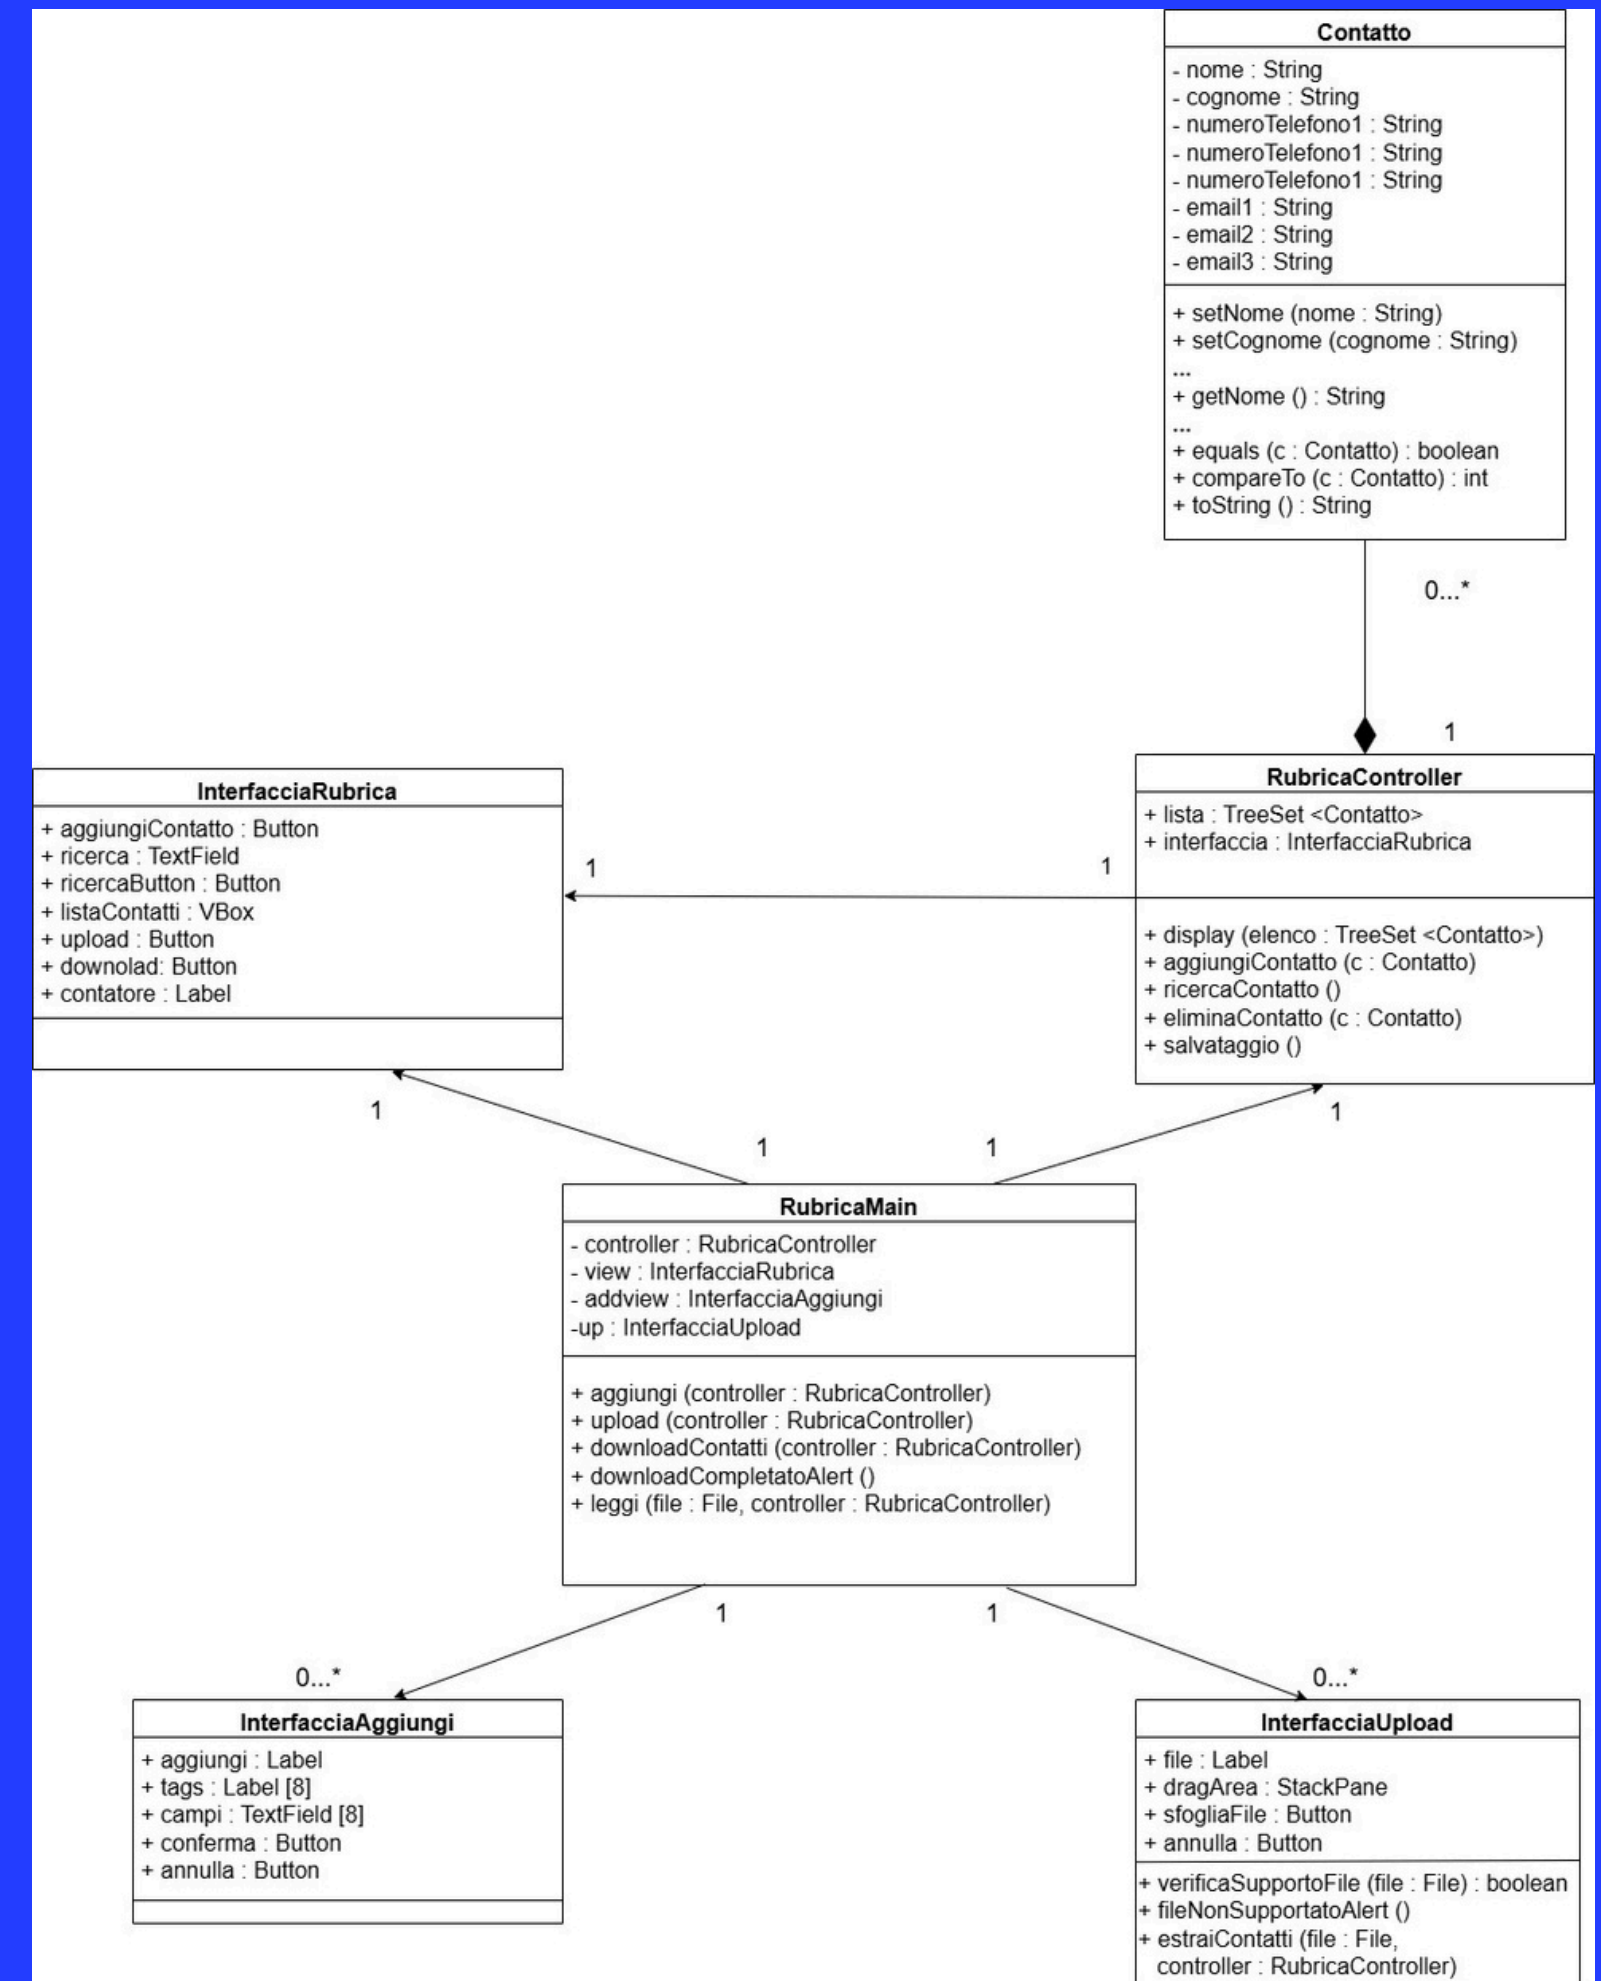 Contatto
- nome : String
- cognome : String
- numeroTelefono1 : String
- numeroTelefono1 : String
- numeroTelefono1 : String
- email1 : String
- email2 : String
- email3 : String
+ setNome (nome : String)
+ setCognome (cognome : String)
...
+ getNome () : String
...
+ equals (c : Contatto) : boolean
+ compareTo (c : Contatto) : int
+ toString () : String
0...*
1
InterfacciaRubrica
+ aggiungiContatto : Button
+ ricerca : TextField
+ ricercaButton : Button
+ listaContatti : VBox
+ upload : Button
+ downolad: Button
+ contatore : Label
1
1
RubricaController
+ lista : TreeSet <Contatto>
+ interfaccia : InterfacciaRubrica
+ display (elenco : TreeSet <Contatto>)
+ aggiungiContatto (c : Contatto)
+ ricercaContatto ()
+ eliminaContatto (c : Contatto)
+ salvataggio ()
1
1
1
1
RubricaMain
- controller : RubricaController
- view : InterfacciaRubrica
- addview : InterfacciaAggiungi
-up : InterfacciaUpload
+ aggiungi (controller : RubricaController)
+ upload (controller : RubricaController)
+ downloadContatti (controller : RubricaController)
+ downloadCompletatoAlert ()
+ leggi (file : File, controller : RubricaController)
1
1
0...*
0...*
InterfacciaAggiungi
+ aggiungi : Label
+ tags : Label [8]
+ campi : TextField [8]
+ conferma : Button
+ annulla : Button
InterfacciaUpload
+ file : Label
+ dragArea : StackPane
+ sfogliaFile : Button
+ annulla : Button
+ verificaSupportoFile (file : File) : boolean
+ fileNonSupportatoAlert ()
+ estraiContatti (file : File,
controller : RubricaController)